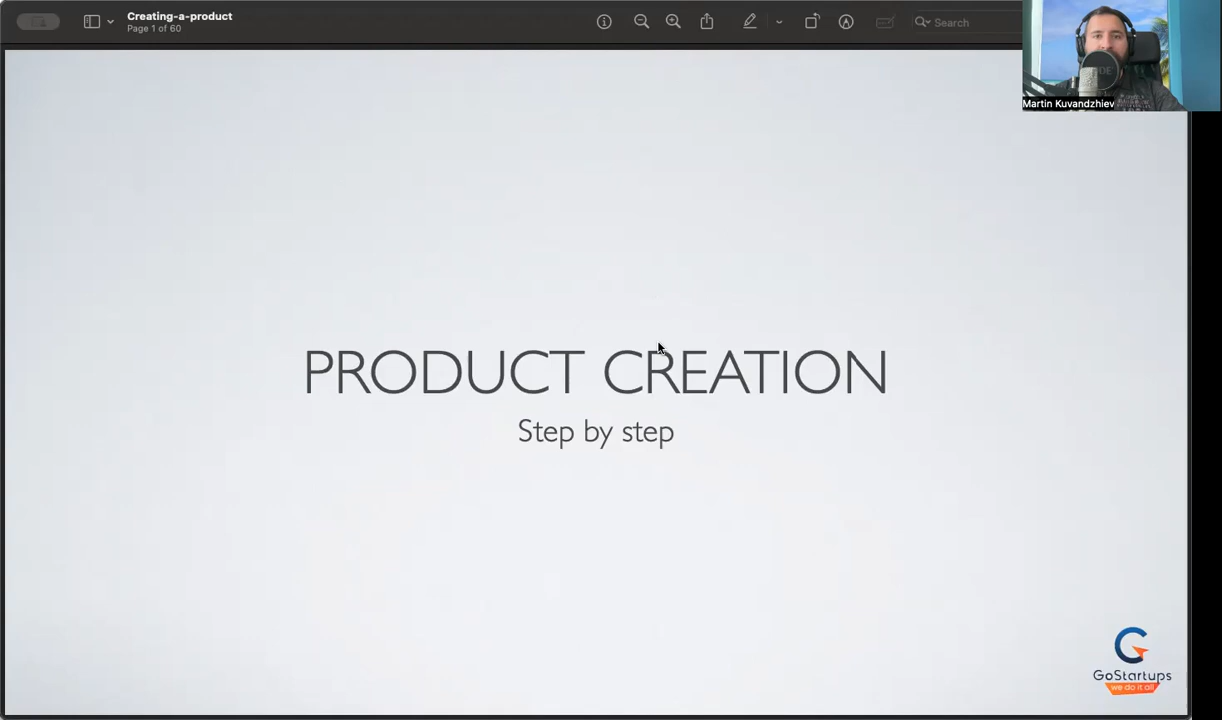 Creating-a-product
Page 1 of 60
Search
Martin Kuvandzhiev
PRODUCT CREATION
Step by step
GoStartups
we do it all